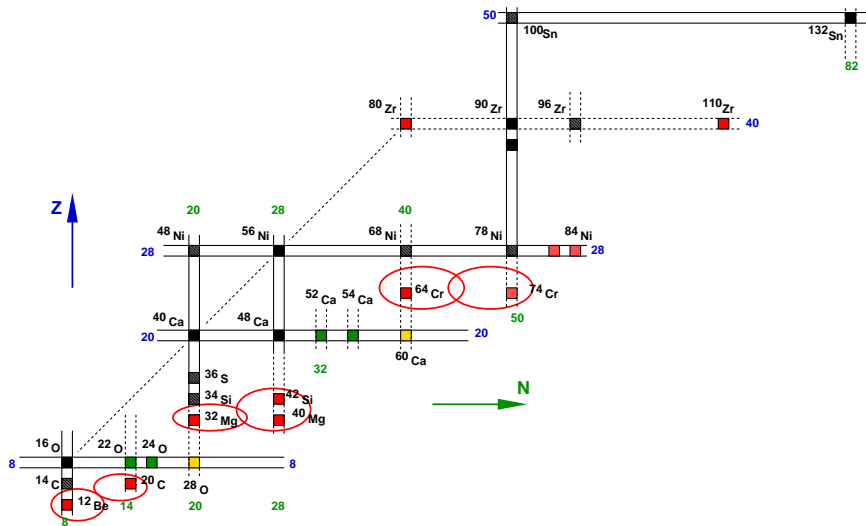 50
100Sn
132Sn
82
80Zr
90Zr
96Zr
110Zr
40
Z
20
28
40
48Ni
56Ni
68Ni
78Ni
84Ni
28
28
64Cr
74Cr
52Ca
54Ca
50
40Ca
48Ca
20
20
60Ca
32
36S
34Si
42Si
N
32Mg
40Mg
16O
22O
24O
8
8
14C
20C
28O
12Be
14
20
28
8